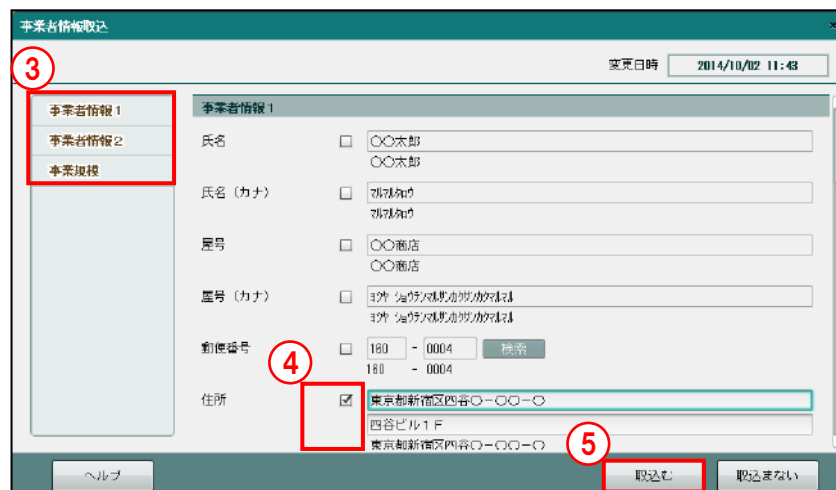 事業者情報取込
③
変更日時 2014/10/02 11:43
事業者情報1
事業者情報2
事業規模
事業者情報1
氏名 〇〇太郎
〇〇太郎
氏名（カナ） ﾏﾙﾏﾙﾀﾛｳ
ﾏﾙﾏﾙﾀﾛｳ
屋号 〇〇商店
〇〇商店
屋号（カナ）
郵便番号 160 - 0004 検索
160 - 0004
④
住所 東京都新宿区四谷〇－〇〇－〇
四谷ビル1F
東京都新宿区四谷〇－〇〇－〇
⑤
ヘルプ 取込む 取込まない